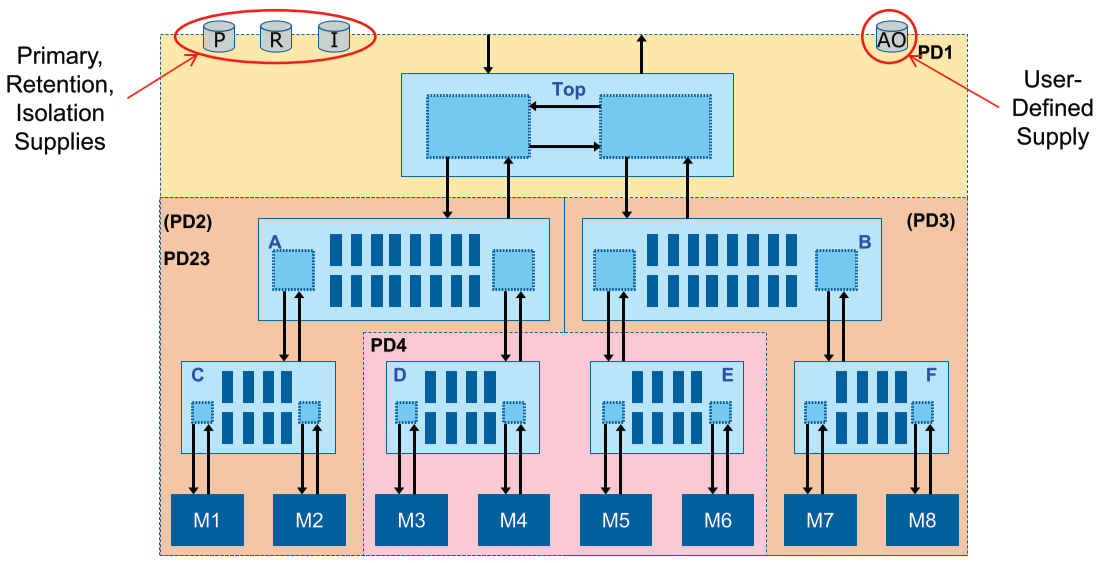 P
R
I
AO
Primary,
Retention,
Isolation
Supplies
PD1
User-
Defined
Supply
Top
(PD2)
(PD3)
PD23
A
B
PD4
C
D
E
F
M1
M2
M3
M4
M5
M6
M7
M8